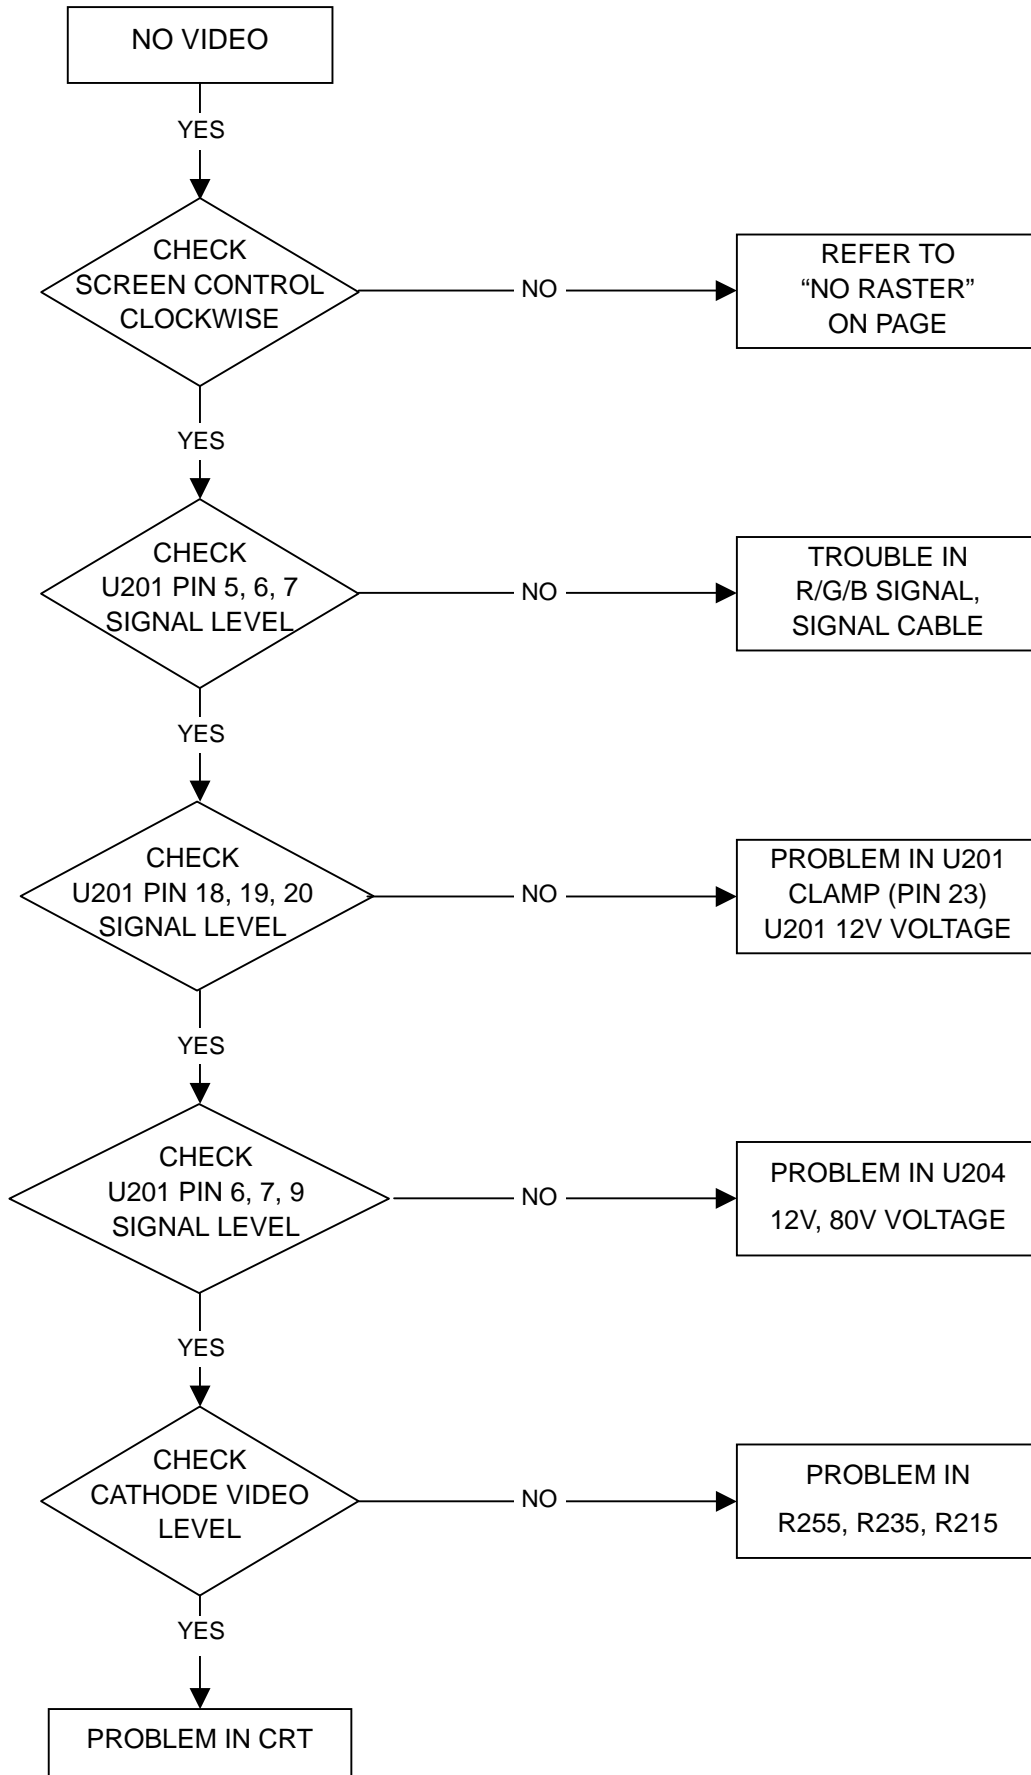 NO VIDEO
YES
CHECK
SCREEN CONTROL
CLOCKWISE
NO
REFER TO
“NO RASTER”
ON PAGE
YES
CHECK
U201 PIN 5, 6, 7
SIGNAL LEVEL
NO
TROUBLE IN
R/G/B SIGNAL,
SIGNAL CABLE
YES
CHECK
U201 PIN 18, 19, 20
SIGNAL LEVEL
NO
PROBLEM IN U201
CLAMP (PIN 23)
U201 12V VOLTAGE
YES
CHECK
U201 PIN 6, 7, 9
SIGNAL LEVEL
NO
PROBLEM IN U204
12V, 80V VOLTAGE
YES
CHECK
CATHODE VIDEO
LEVEL
NO
PROBLEM IN
R255, R235, R215
YES
PROBLEM IN CRT